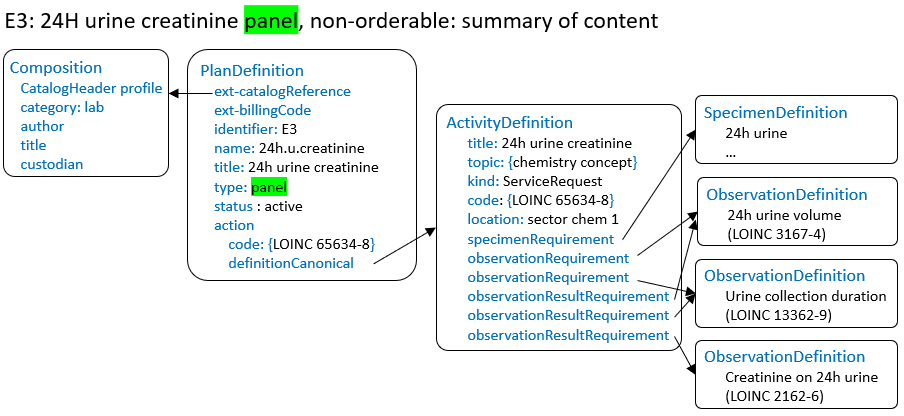 E3: 24H urine creatinine panel, non-orderable: summary of content
Composition
CatalogHeader profile
category: lab
author
title
custodian
PlanDefinition
ext-catalogReference
ext-billingCode
identifier: E3
name: 24h.u.creatinine
title: 24h urine creatinine
type: panel
status : active
action
code: {LOINC 65634-8}
definitionCanonical
ActivityDefinition
title: 24h urine creatinine
topic: {chemistry concept}
kind: ServiceRequest
code: {LOINC 65634-8}
location: sector chem 1
specimenRequirement
observationRequirement
observationRequirement
observationResultRequirement
observationResultRequirement
observationResultRequirement
SpecimenDefinition
24h urine
...
ObservationDefinition
24h urine volume
(LOINC 3167-4)
ObservationDefinition
Urine collection duration
(LOINC 13362-9)
ObservationDefinition
Creatinine on 24h urine
(LOINC 2162-6)